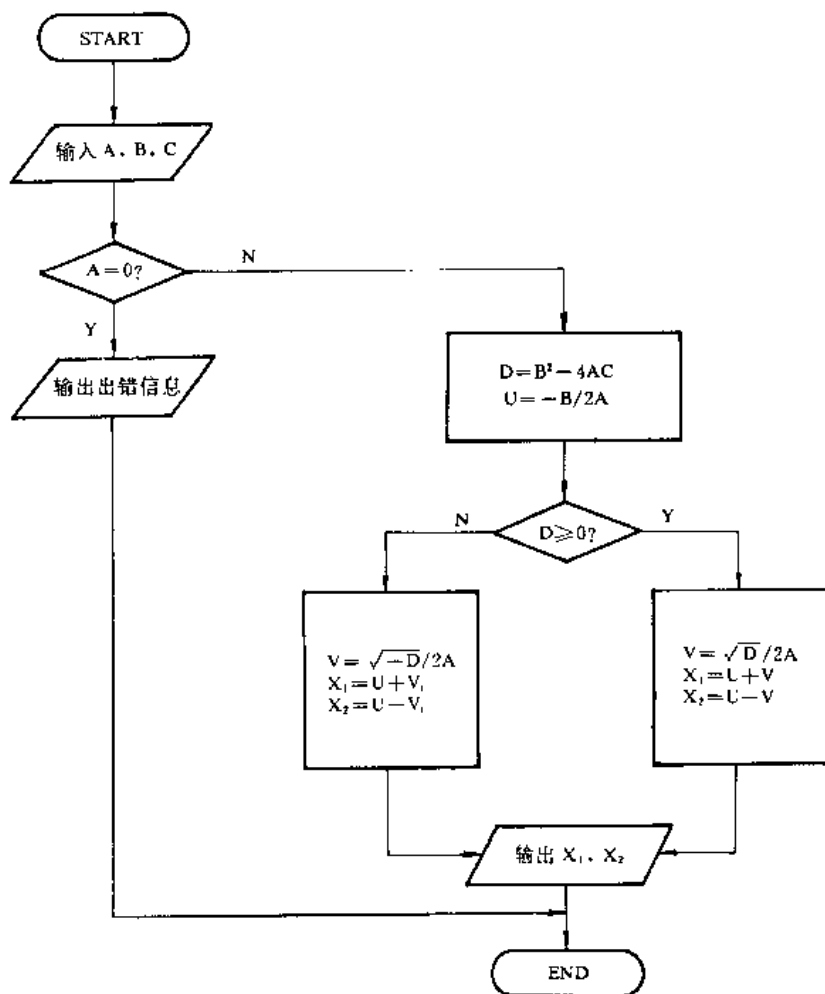 START
输入 A、B、C
A=0?
N
Y
输出出错信息
D=B²-4AC
U=-B/2A
D≥0?
N
Y
V=√-D/2A
X₁=U+Vᵢ
X₂=U-Vᵢ
V=√D/2A
X₁=U+V
X₂=U-V
输出 X₁、X₂
END